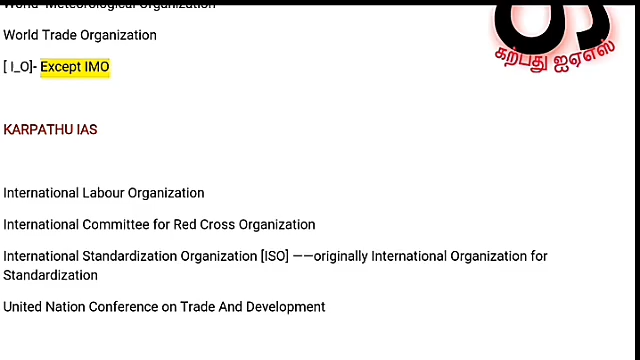 World Meteorological Organization
World Trade Organization
[ I_O]- Except IMO
கற்பது ஐஏஎஸ்
KARPATHU IAS
International Labour Organization
International Committee for Red Cross Organization
International Standardization Organization [ISO] ——originally International Organization for
Standardization
United Nation Conference on Trade And Development